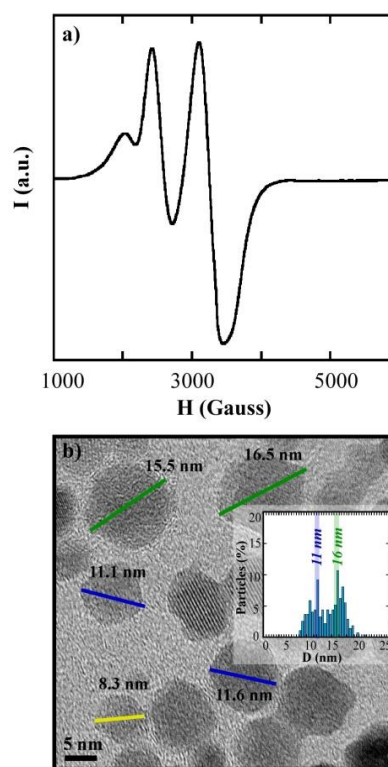 a)
I (a.u.)
1000
3000
5000
H (Gauss)
b)
15.5 nm
16.5 nm
11.1 nm
8.3 nm
11.6 nm
5 nm
20
15
10
5
0
Particles (%)
11 nm
16 nm
0
5
10
15
20
25
D (nm)